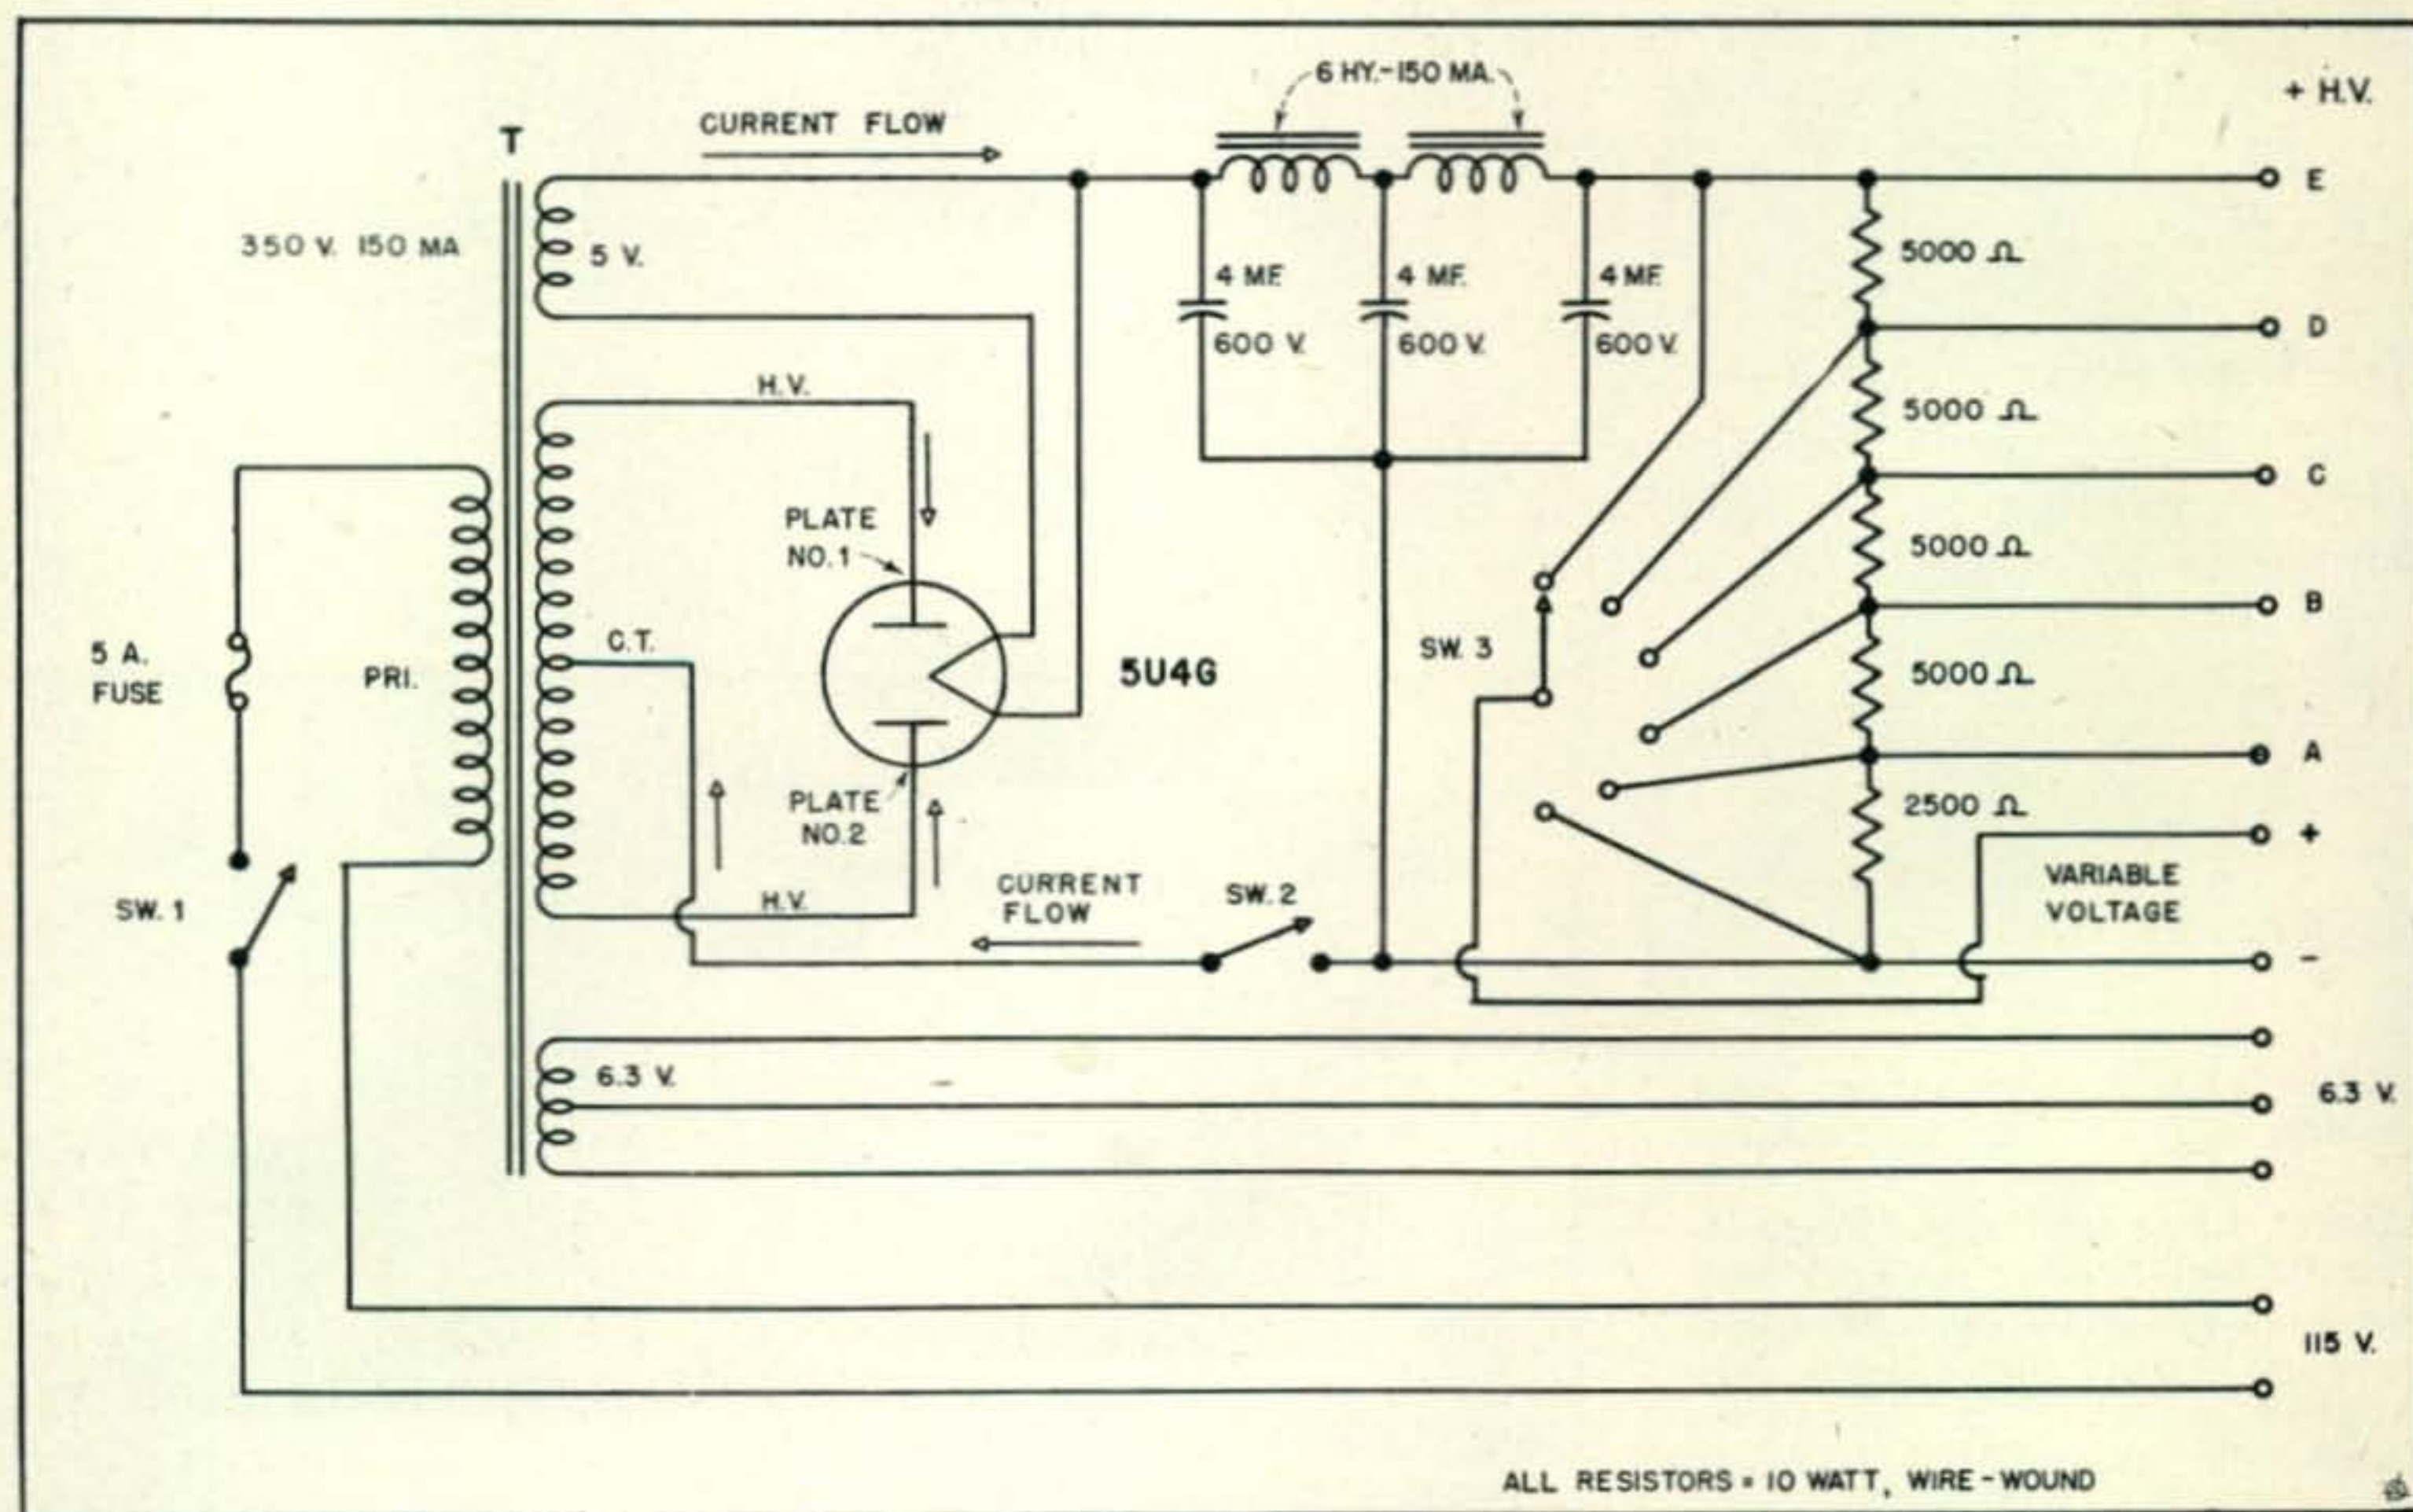 6 HY.-150 MA.
+ H.V.
CURRENT FLOW
T
E
350 V. 150 MA
5 V.
5000 Ω
4 MF.
4 MF.
4 MF.
D
600 V.
600 V.
600 V.
H.V.
5000 Ω
C
PLATE
NO. 1
5000 Ω
B
5 A.
FUSE
PRI.
C.T.
5U4G
SW. 3
5000 Ω
A
PLATE
NO. 2
2500 Ω
+
SW. 1
H.V.
CURRENT
FLOW
SW. 2
VARIABLE
VOLTAGE
-
6.3 V.
6.3 V.
115 V.
ALL RESISTORS = 10 WATT, WIRE-WOUND